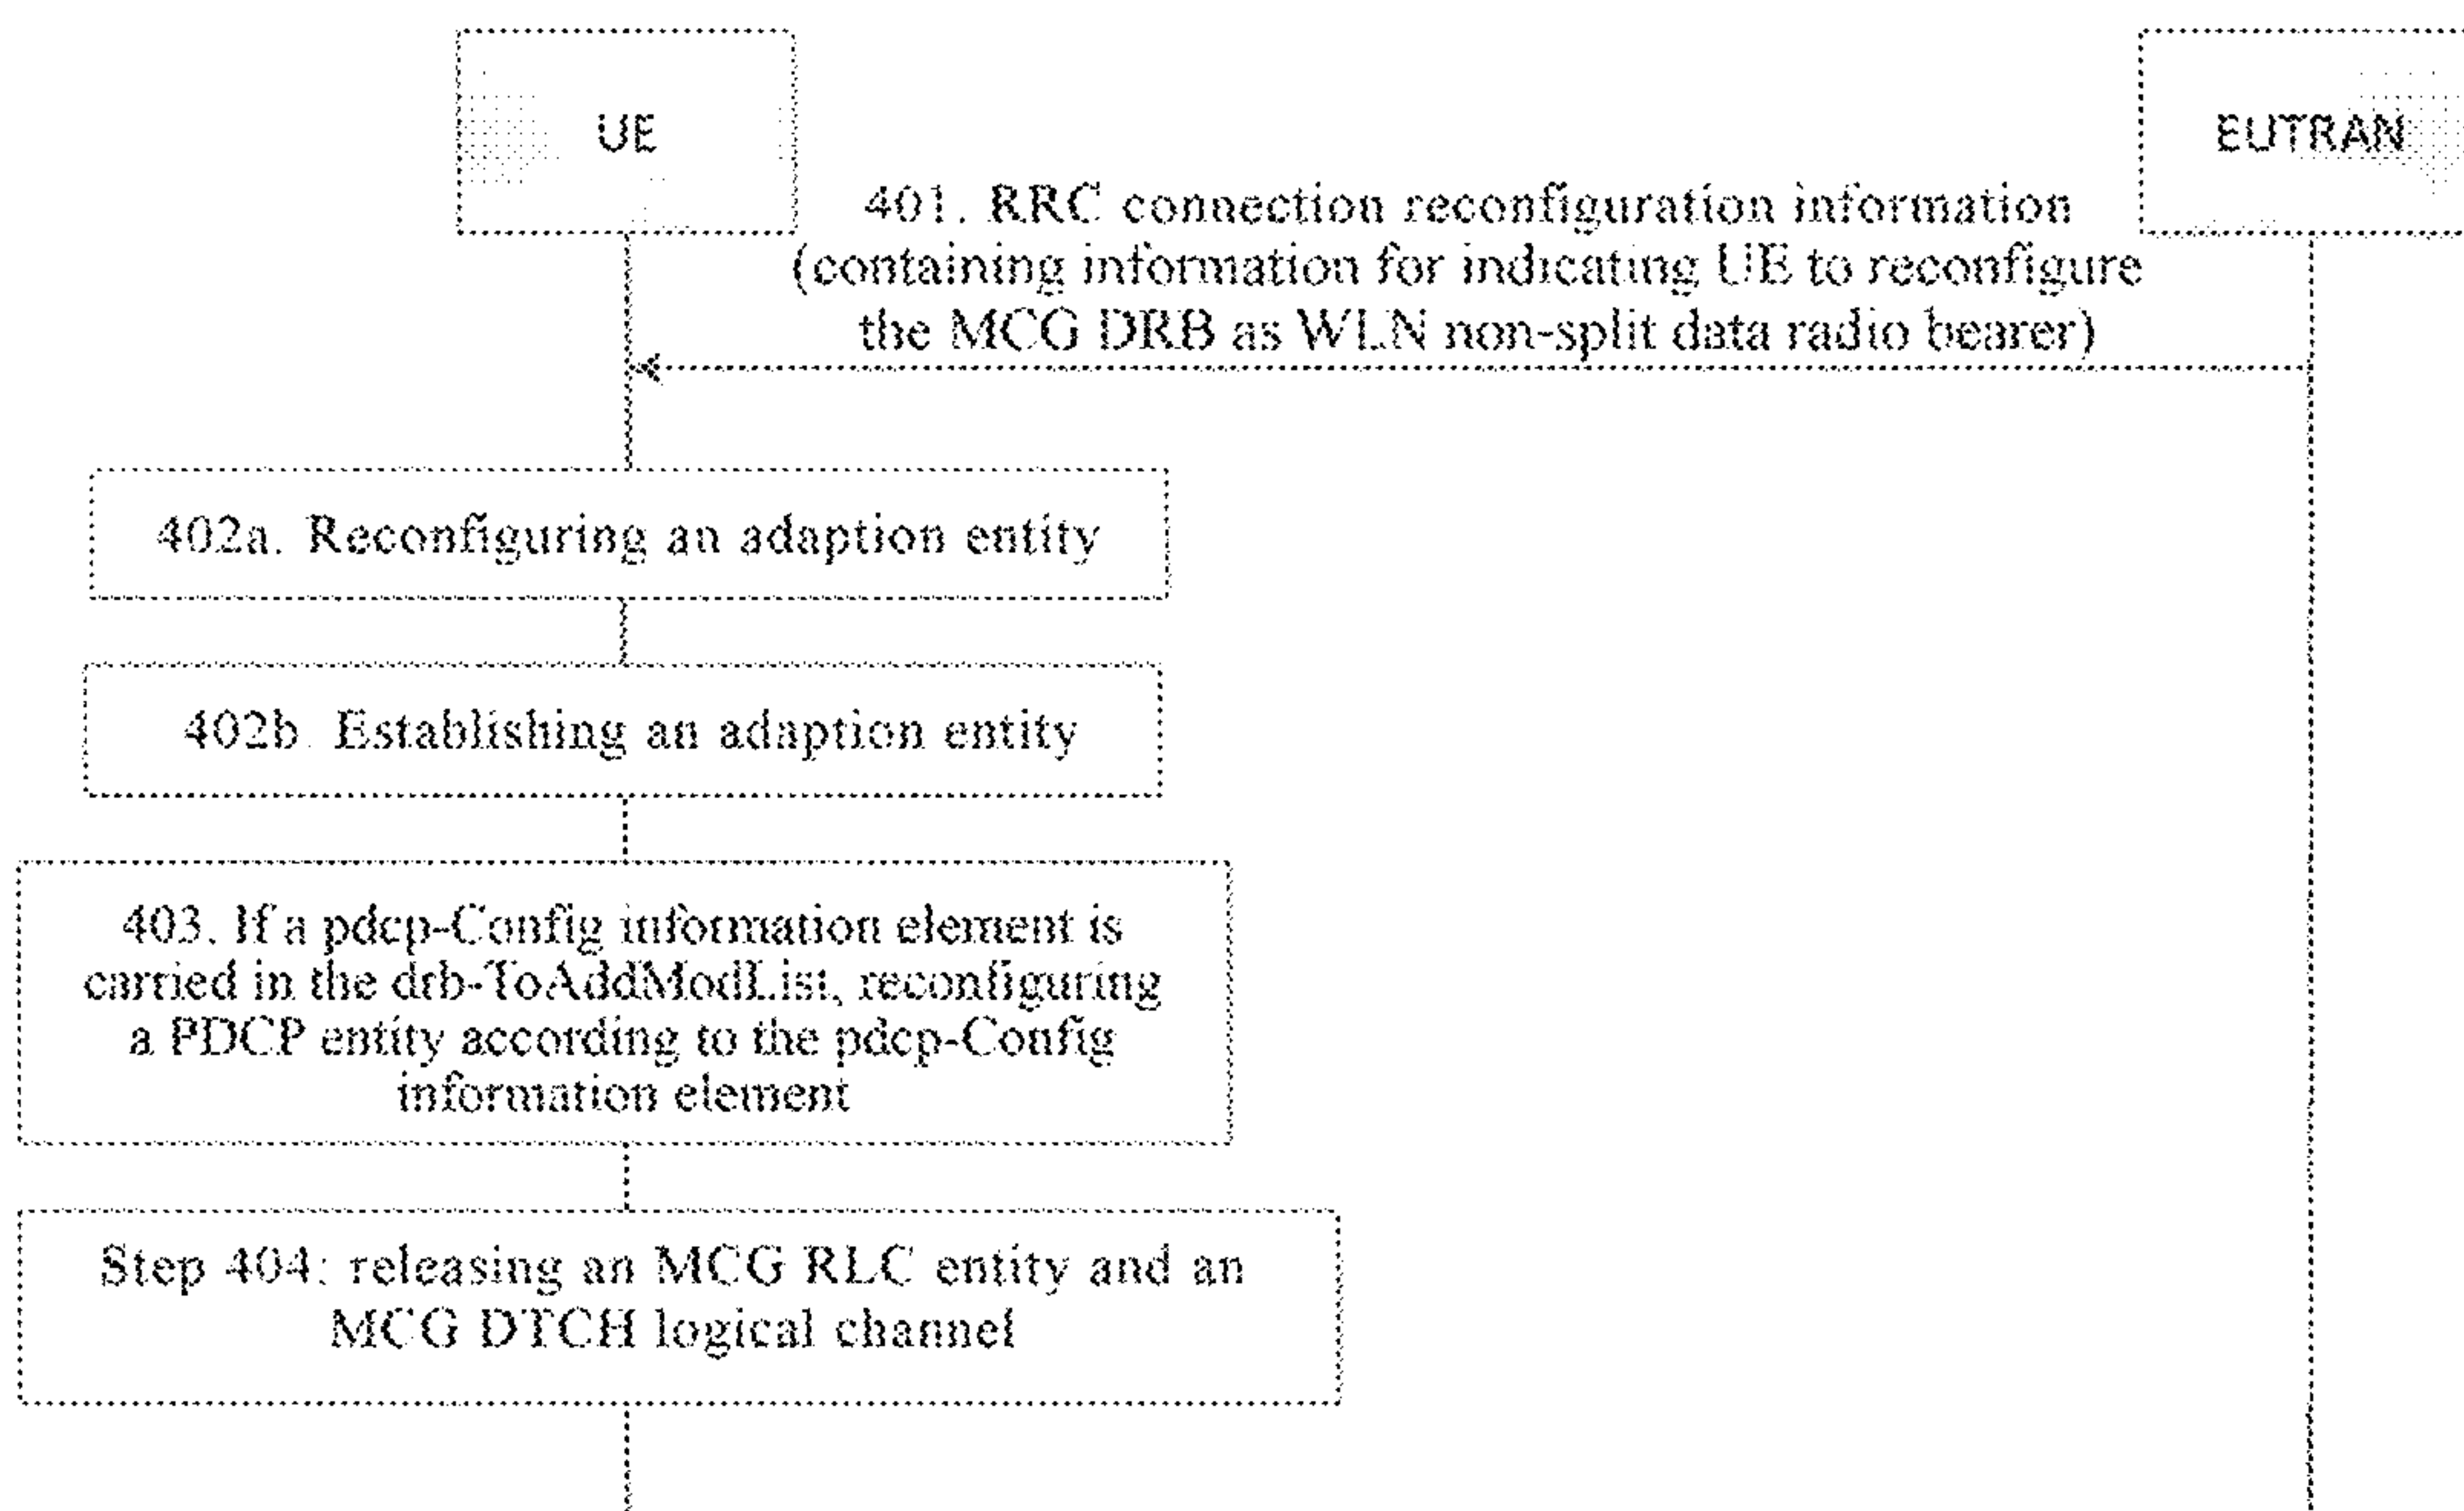 UE
EUTRAN
401. RRC connection reconfiguration information
(containing information for indicating UE to reconfigure
the MCG DRB as WLN non-split data radio bearer)
402a. Reconfiguring an adaption entity
402b. Establishing an adaption entity
403. If a pdcp-Config information element is
carried in the drb-ToAddModList, reconfiguring
a PDCP entity according to the pdcp-Config
information element
Step 404: releasing an MCG RLC entity and an
MCG DTCH logical channel